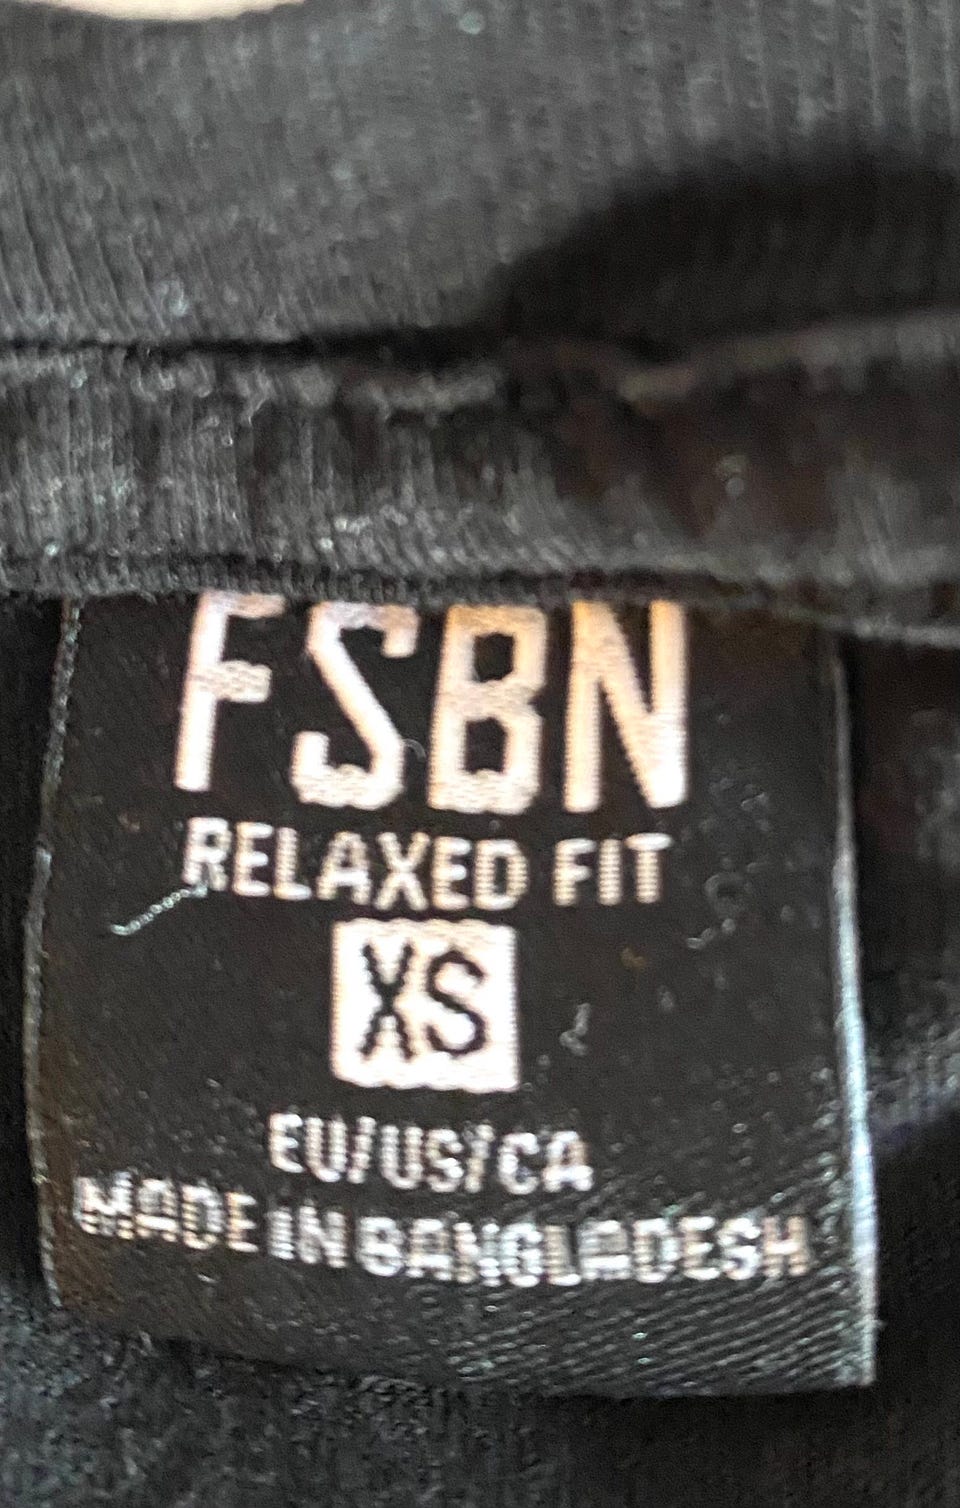 FSBN
RELAXED FIT
XS
EU/US/CA
MADE IN BANGLADESH